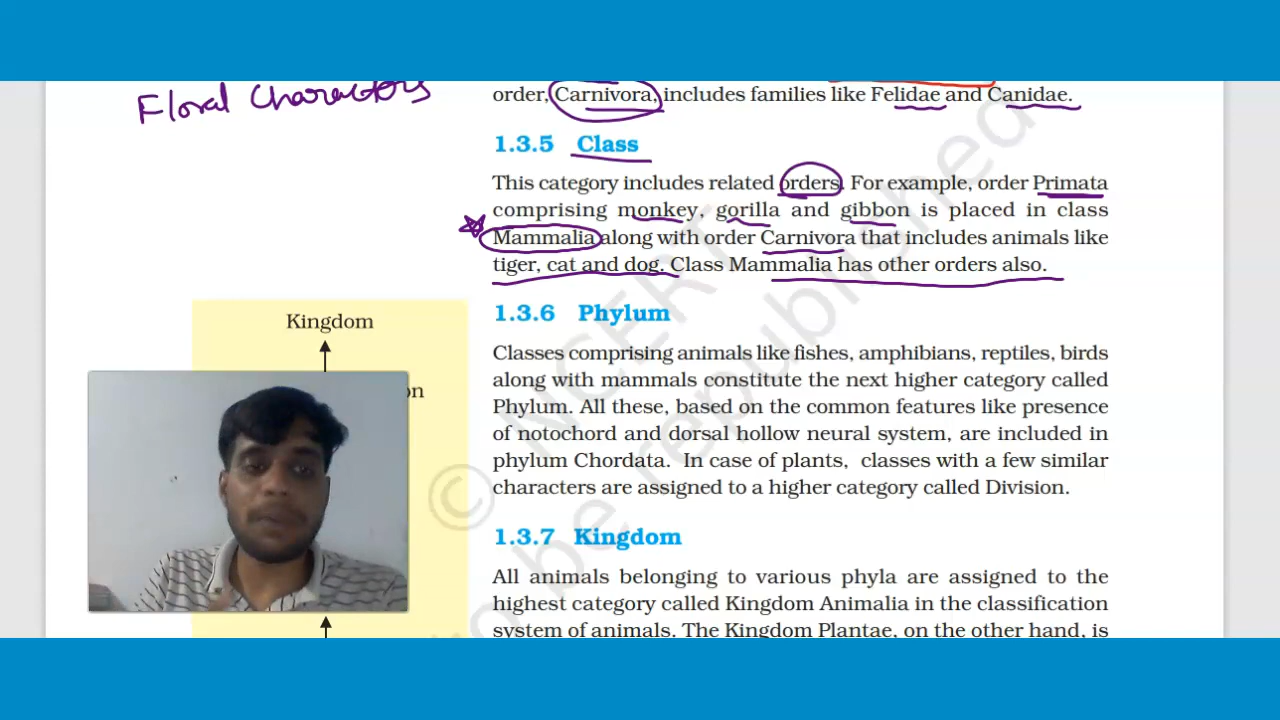 Floral Characters
order, Carnivora, includes families like Felidae and Canidae.
1.3.5 Class
This category includes related orders. For example, order Primata
comprising monkey, gorilla and gibbon is placed in class
Mammalia along with order Carnivora that includes animals like
tiger, cat and dog. Class Mammalia has other orders also.
1.3.6 Phylum
Classes comprising animals like fishes, amphibians, reptiles, birds
along with mammals constitute the next higher category called
Phylum. All these, based on the common features like presence
of notochord and dorsal hollow neural system, are included in
phylum Chordata. In case of plants, classes with a few similar
characters are assigned to a higher category called Division.
1.3.7 Kingdom
All animals belonging to various phyla are assigned to the
highest category called Kingdom Animalia in the classification
system of animals. The Kingdom Plantae, on the other hand, is
Kingdom
© NCERT
be republished